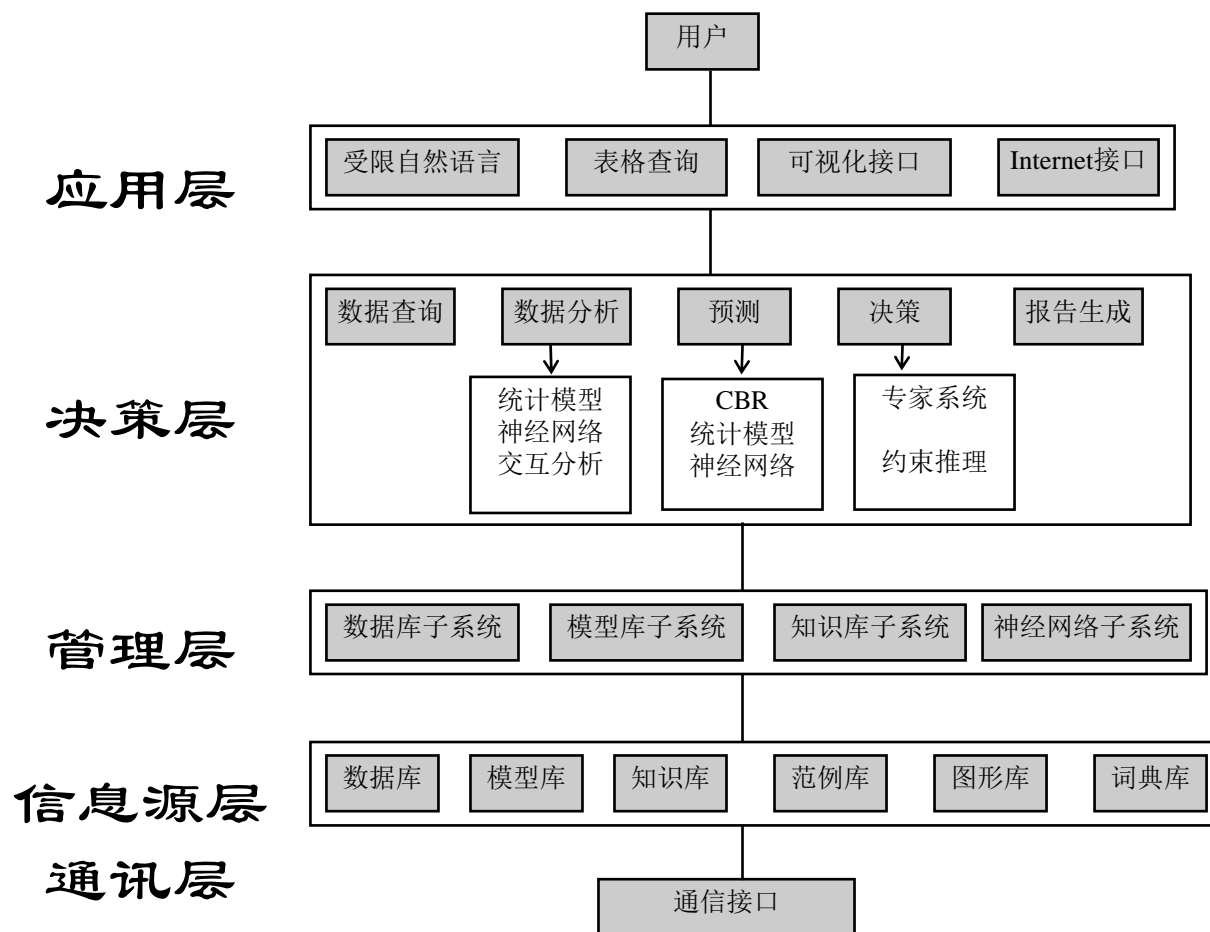 用户
应用层
受限自然语言
表格查询
可视化接口
Internet接口
决策层
数据查询
数据分析
预测
决策
报告生成
统计模型
神经网络
交互分析
CBR
统计模型
神经网络
专家系统
约束推理
管理层
数据库子系统
模型库子系统
知识库子系统
神经网络子系统
信息源层
数据库
模型库
知识库
范例库
图形库
词典库
通讯层
通信接口